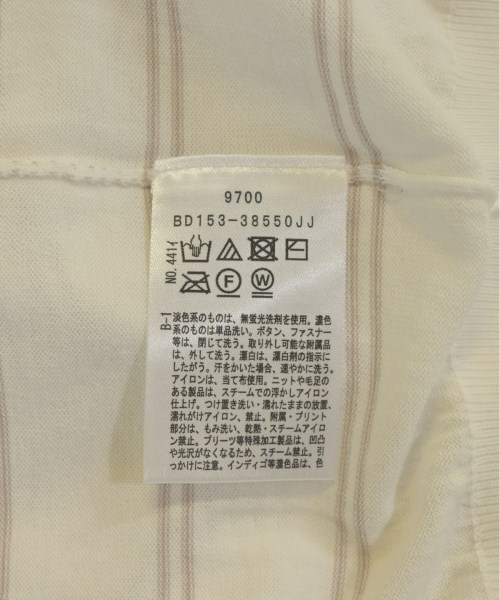 9700
BD153-38550JJ
NO.441イ
F W
B-1
淡色系のものは、無蛍光洗剤を使用。濃色
系のものは単品洗い。ボタン、ファスナー
等は、閉じて洗う。取り外し可能な附属品
は、外して洗う。漂白は、漂白剤の指示に
したがう。汗をかいた場合、速やかに洗う。
アイロンは、当て布使用。ニットや毛足の
ある製品は、スチームでの浮かしアイロン
仕上げ。つけ置き洗い・濡れたままの放置、
濡れがけアイロン、禁止。附属・プリント
部分は、もみ洗い、乾熱・スチームアイロ
ン禁止。プリーツ等特殊加工製品は、凹凸
や光沢がなくなるため、スチーム禁止。引
っかけに注意。インディゴ等濃色品は、色